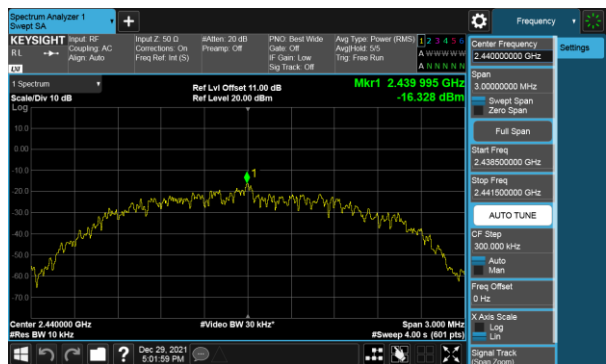 Spectrum Analyzer 1
Swept SA
+
Frequency
KEYSIGHT
RL
LXI
Input: RF
Coupling: AC
Align: Auto
Input Z: 50 Ω
Corrections: On
Freq Ref: Int (S)
#Atten: 20 dB
Preamp: Off
PNO: Best Wide
Gate: Off
IF Gain: Low
Sig Track: Off
Avg Type: Power (RMS)
Avg|Hold: 5/5
Trig: Free Run
1 2 3 4 5 6
A W W W W W
A N N N N N
1 Spectrum
Scale/Div 10 dB
Log
Ref Lvl Offset 11.00 dB
Ref Level 20.00 dBm
Mkr1 2.439 995 GHz
-16.328 dBm
10.0
0.00
-10.0
-20.0
-30.0
-40.0
-50.0
-60.0
-70.0
1
Center 2.440000 GHz
#Res BW 10 kHz
#Video BW 30 kHz*
Span 3.000 MHz
#Sweep 4.00 s (601 pts)
Dec 29, 2021
5:01:59 PM
?
Center Frequency
2.440000000 GHz
Settings
Span
3.00000000 MHz
Swept Span
Zero Span
Full Span
Start Freq
2.438500000 GHz
Stop Freq
2.441500000 GHz
AUTO TUNE
CF Step
300.000 kHz
Auto
Man
Freq Offset
0 Hz
X Axis Scale
Log
Lin
Signal Track
(Span Zoom)